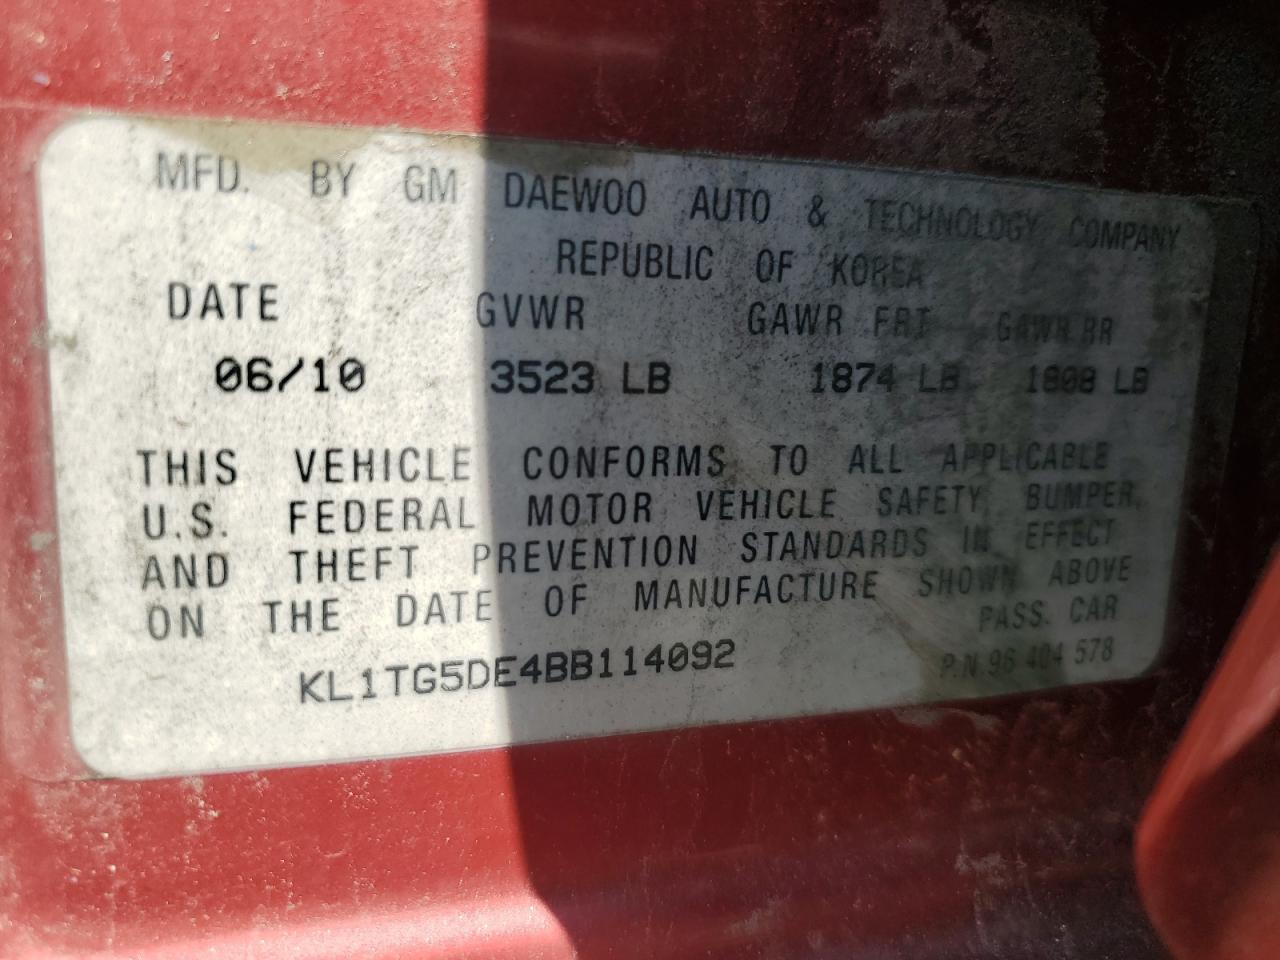 MFD. BY GM DAEWOO AUTO & TECHNOLOGY COMPANY
REPUBLIC OF KOREA
DATE GVWR GAWR FRT GAWR RR
06/10 3523 LB 1874 LB 1808 LB
THIS VEHICLE CONFORMS TO ALL APPLICABLE
U.S. FEDERAL MOTOR VEHICLE SAFETY, BUMPER,
AND THEFT PREVENTION STANDARDS IN EFFECT
ON THE DATE OF MANUFACTURE SHOWN ABOVE
PASS. CAR
KL1TG5DE4BB114092
P.N.96 404 578